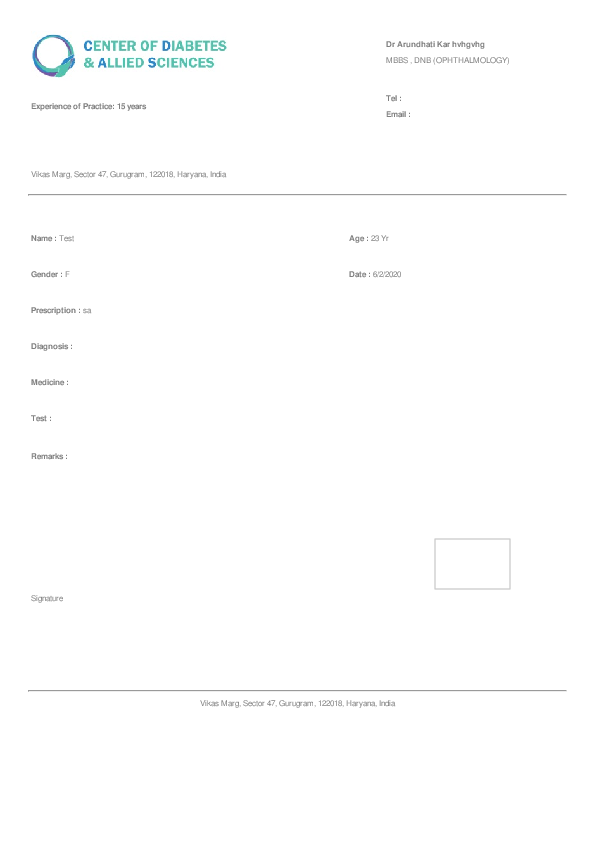 CENTER OF DIABETES
& ALLIED SCIENCES
Dr Arundhati Kar hvhgvhg
MBBS , DNB (OPHTHALMOLOGY)
Tel :
Experience of Practice: 15 years
Email :
Vikas Marg, Sector 47, Gurugram, 122018, Haryana, India
Name : Test
Age : 23 Yr
Gender : F
Date : 6/2/2020
Prescription : sa
Diagnosis :
Medicine :
Test :
Remarks :
Signature
Vikas Marg, Sector 47, Gurugram, 122018, Haryana, India